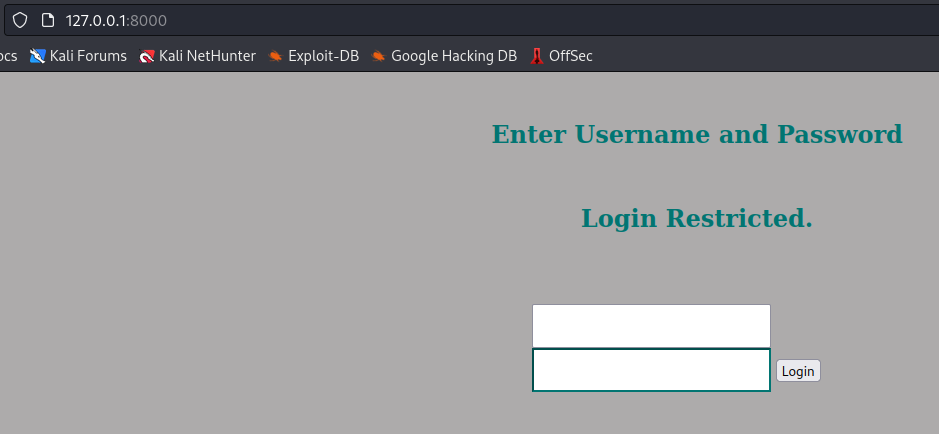 127.0.0.1:8000
ocs Kali Forums Kali NetHunter Exploit-DB Google Hacking DB OffSec
Enter Username and Password
Login Restricted.
Login